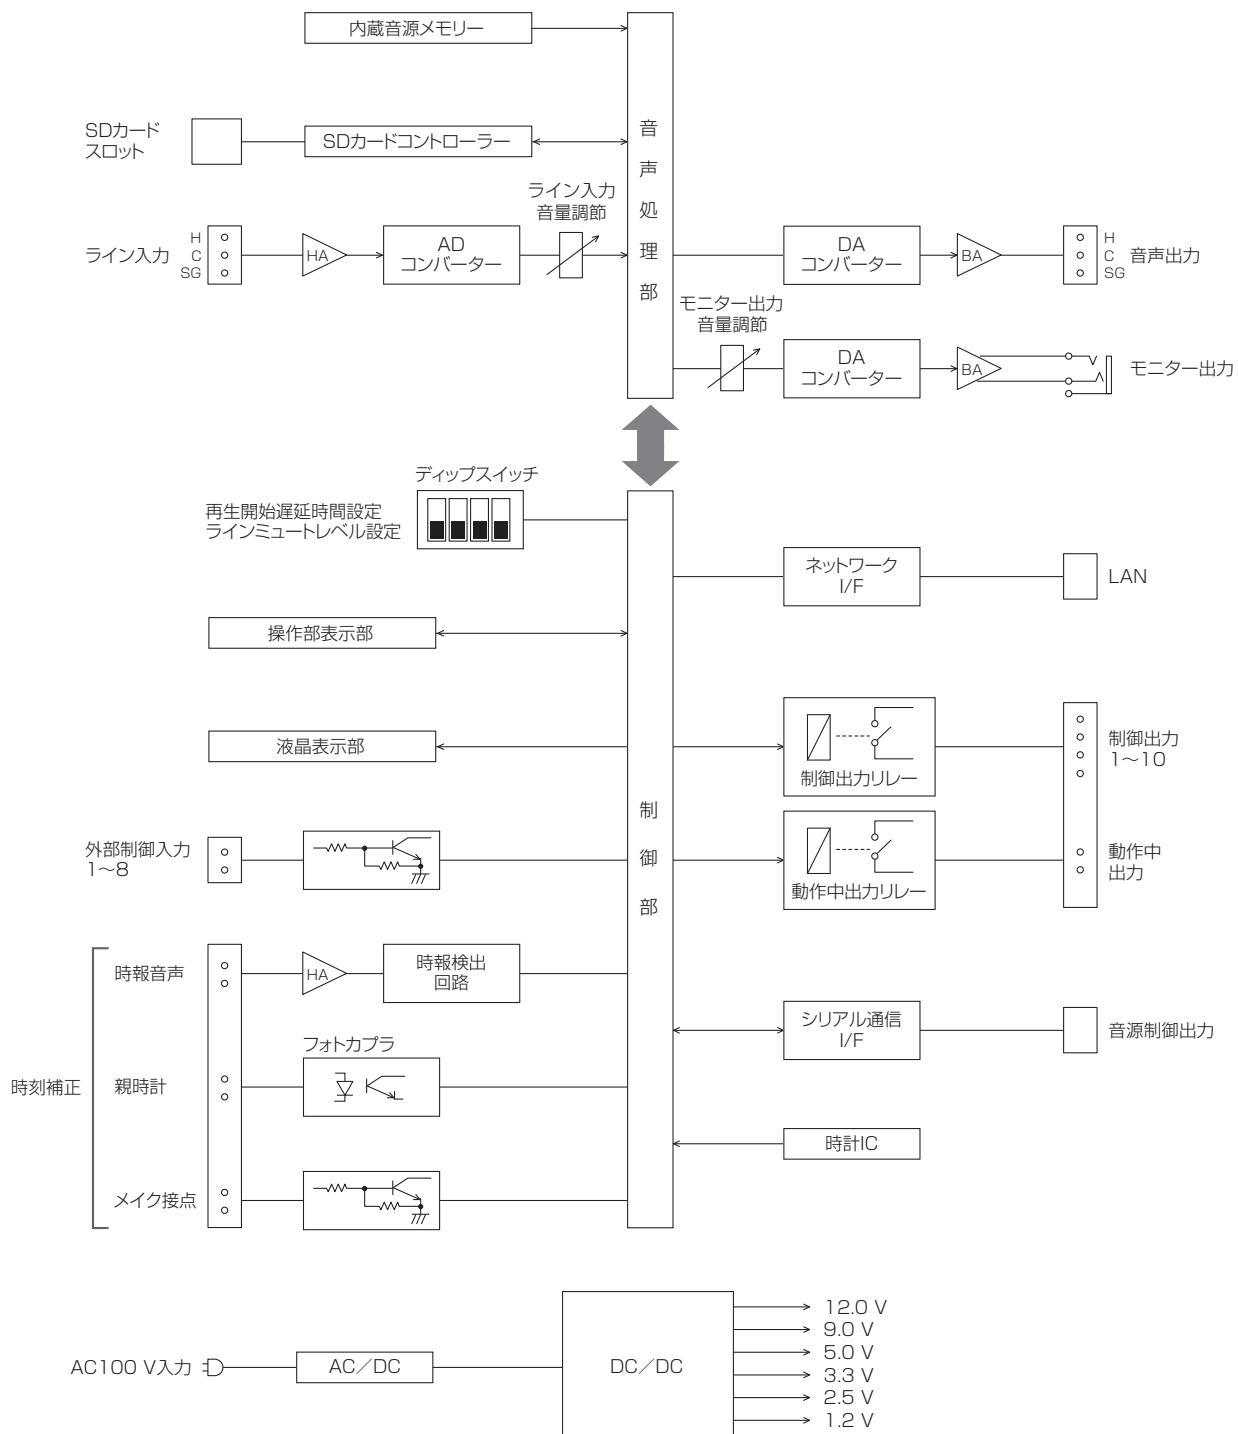 内蔵音源メモリー
SDカード
スロット
SDカードコントローラー
ライン入力
音量調節
ライン入力
H
C
SG
HA
AD
コンバーター
音声処理部
DA
コンバーター
BA
H
C
SG
音声出力
モニター出力
音量調節
DA
コンバーター
BA
モニター出力
ディップスイッチ
再生開始遅延時間設定
ラインミュートレベル設定
ネットワーク
I/F
LAN
操作部表示部
液晶表示部
制御出力リレー
制御出力
1～10
制御部
外部制御入力
1～8
動作中出力リレー
動作中
出力
時刻補正
時報音声
HA
時報検出
回路
シリアル通信
I/F
音源制御出力
フォトカプラ
親時計
時計IC
メイク接点
AC100 V入力
AC／DC
DC／DC
12.0 V
9.0 V
5.0 V
3.3 V
2.5 V
1.2 V